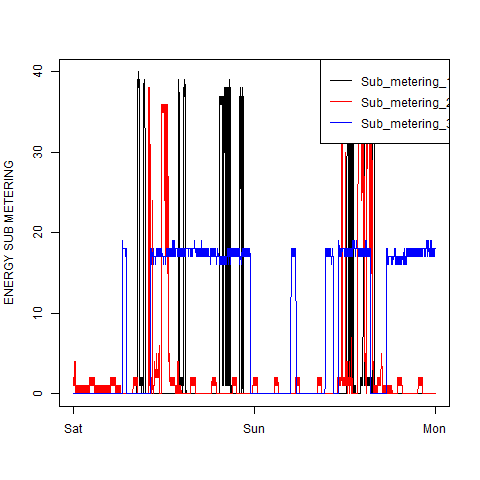 ENERGY SUB METERING
40
30
20
10
0
Sat
Sun
Mon
Sub_metering_1
Sub_metering_2
Sub_metering_3